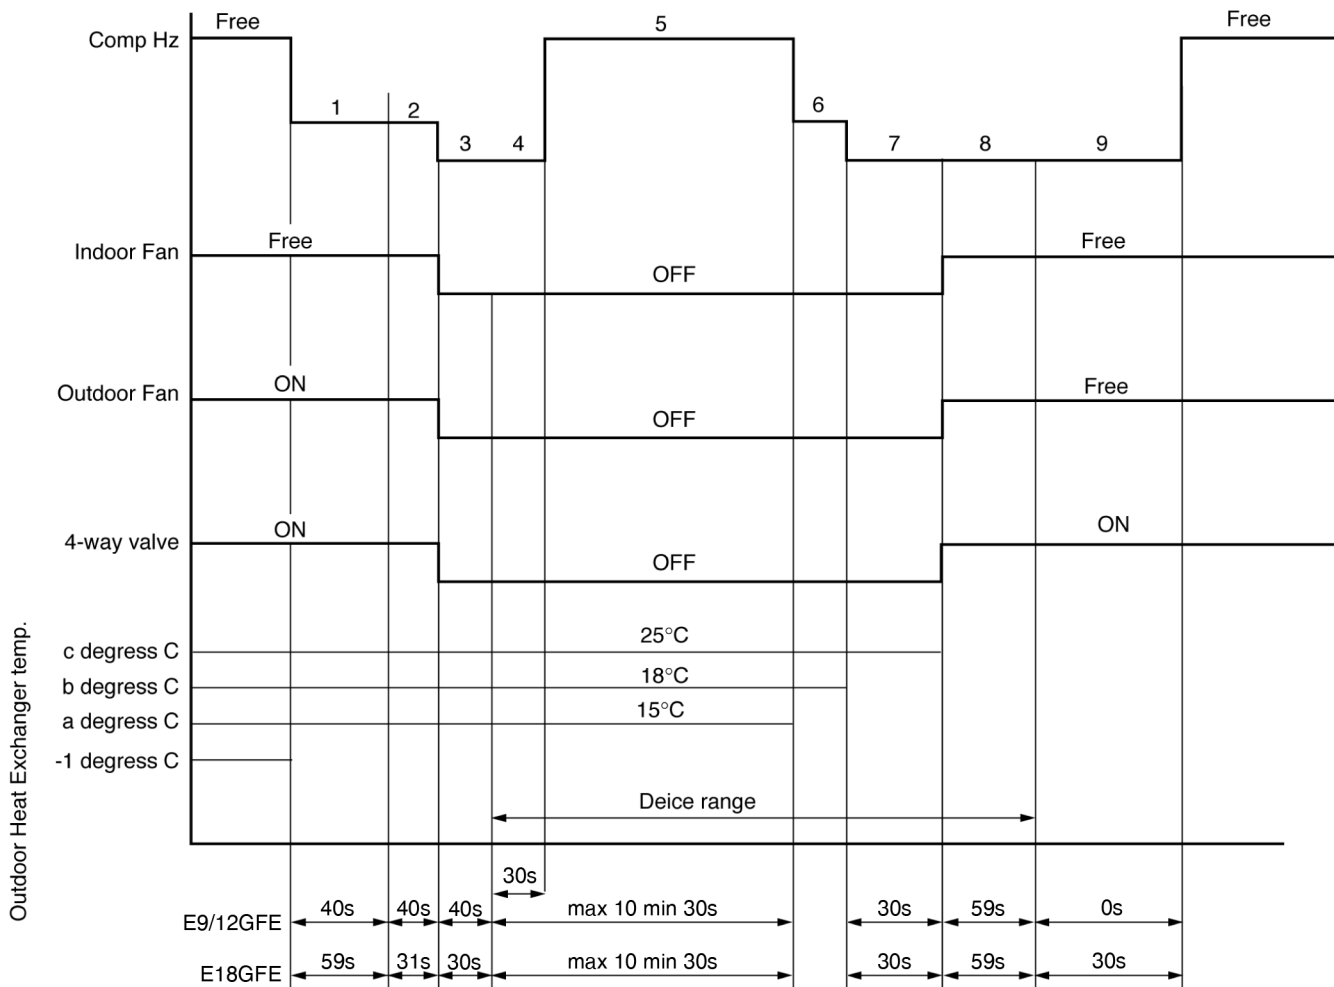 Free
Free
Comp Hz
5
1
2
6
3
4
7
8
9
Indoor Fan
Free
Free
OFF
Outdoor Fan
ON
Free
OFF
4-way valve
ON
ON
OFF
Outdoor Heat Exchanger temp.
c degress C
25°C
b degress C
18°C
a degress C
15°C
-1 degress C
Deice range
30s
E9/12GFE
40s
40s
40s
max 10 min 30s
30s
59s
0s
E18GFE
59s
31s
30s
max 10 min 30s
30s
59s
30s